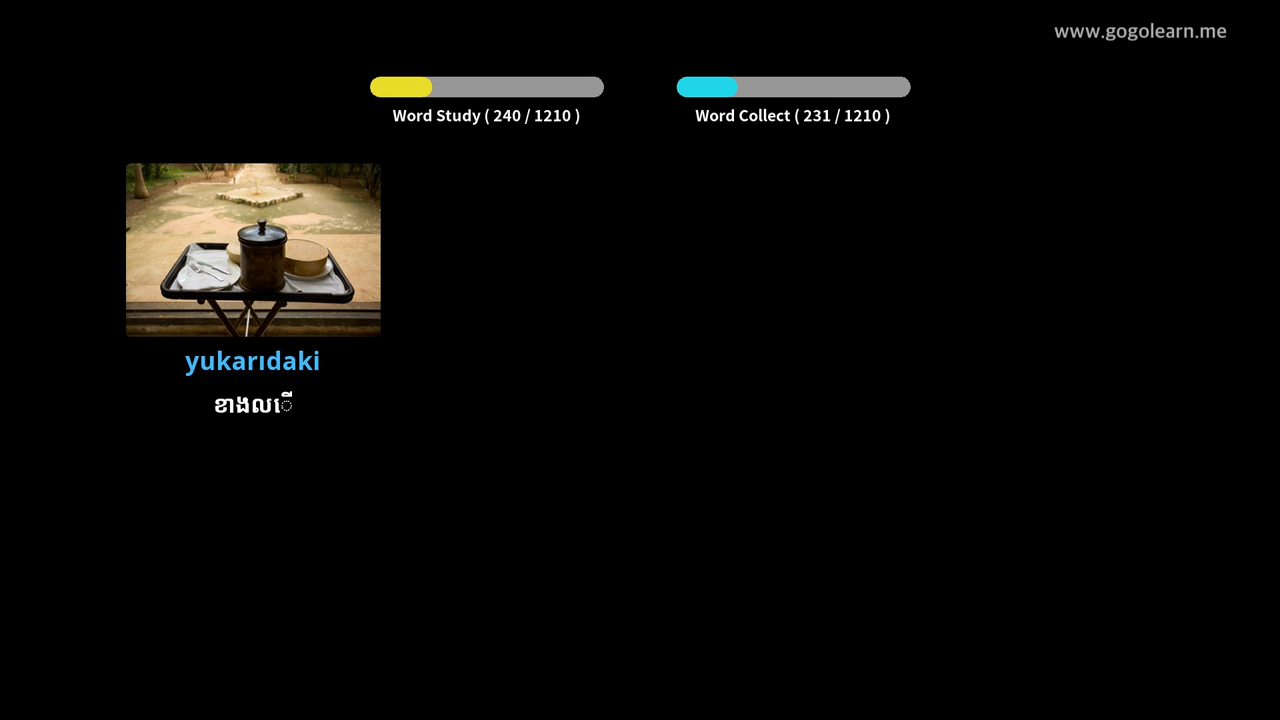 www.gogolearn.me
Word Study ( 240 / 1210 )
Word Collect ( 231 / 1210 )
yukarıdaki
ខាងលើ